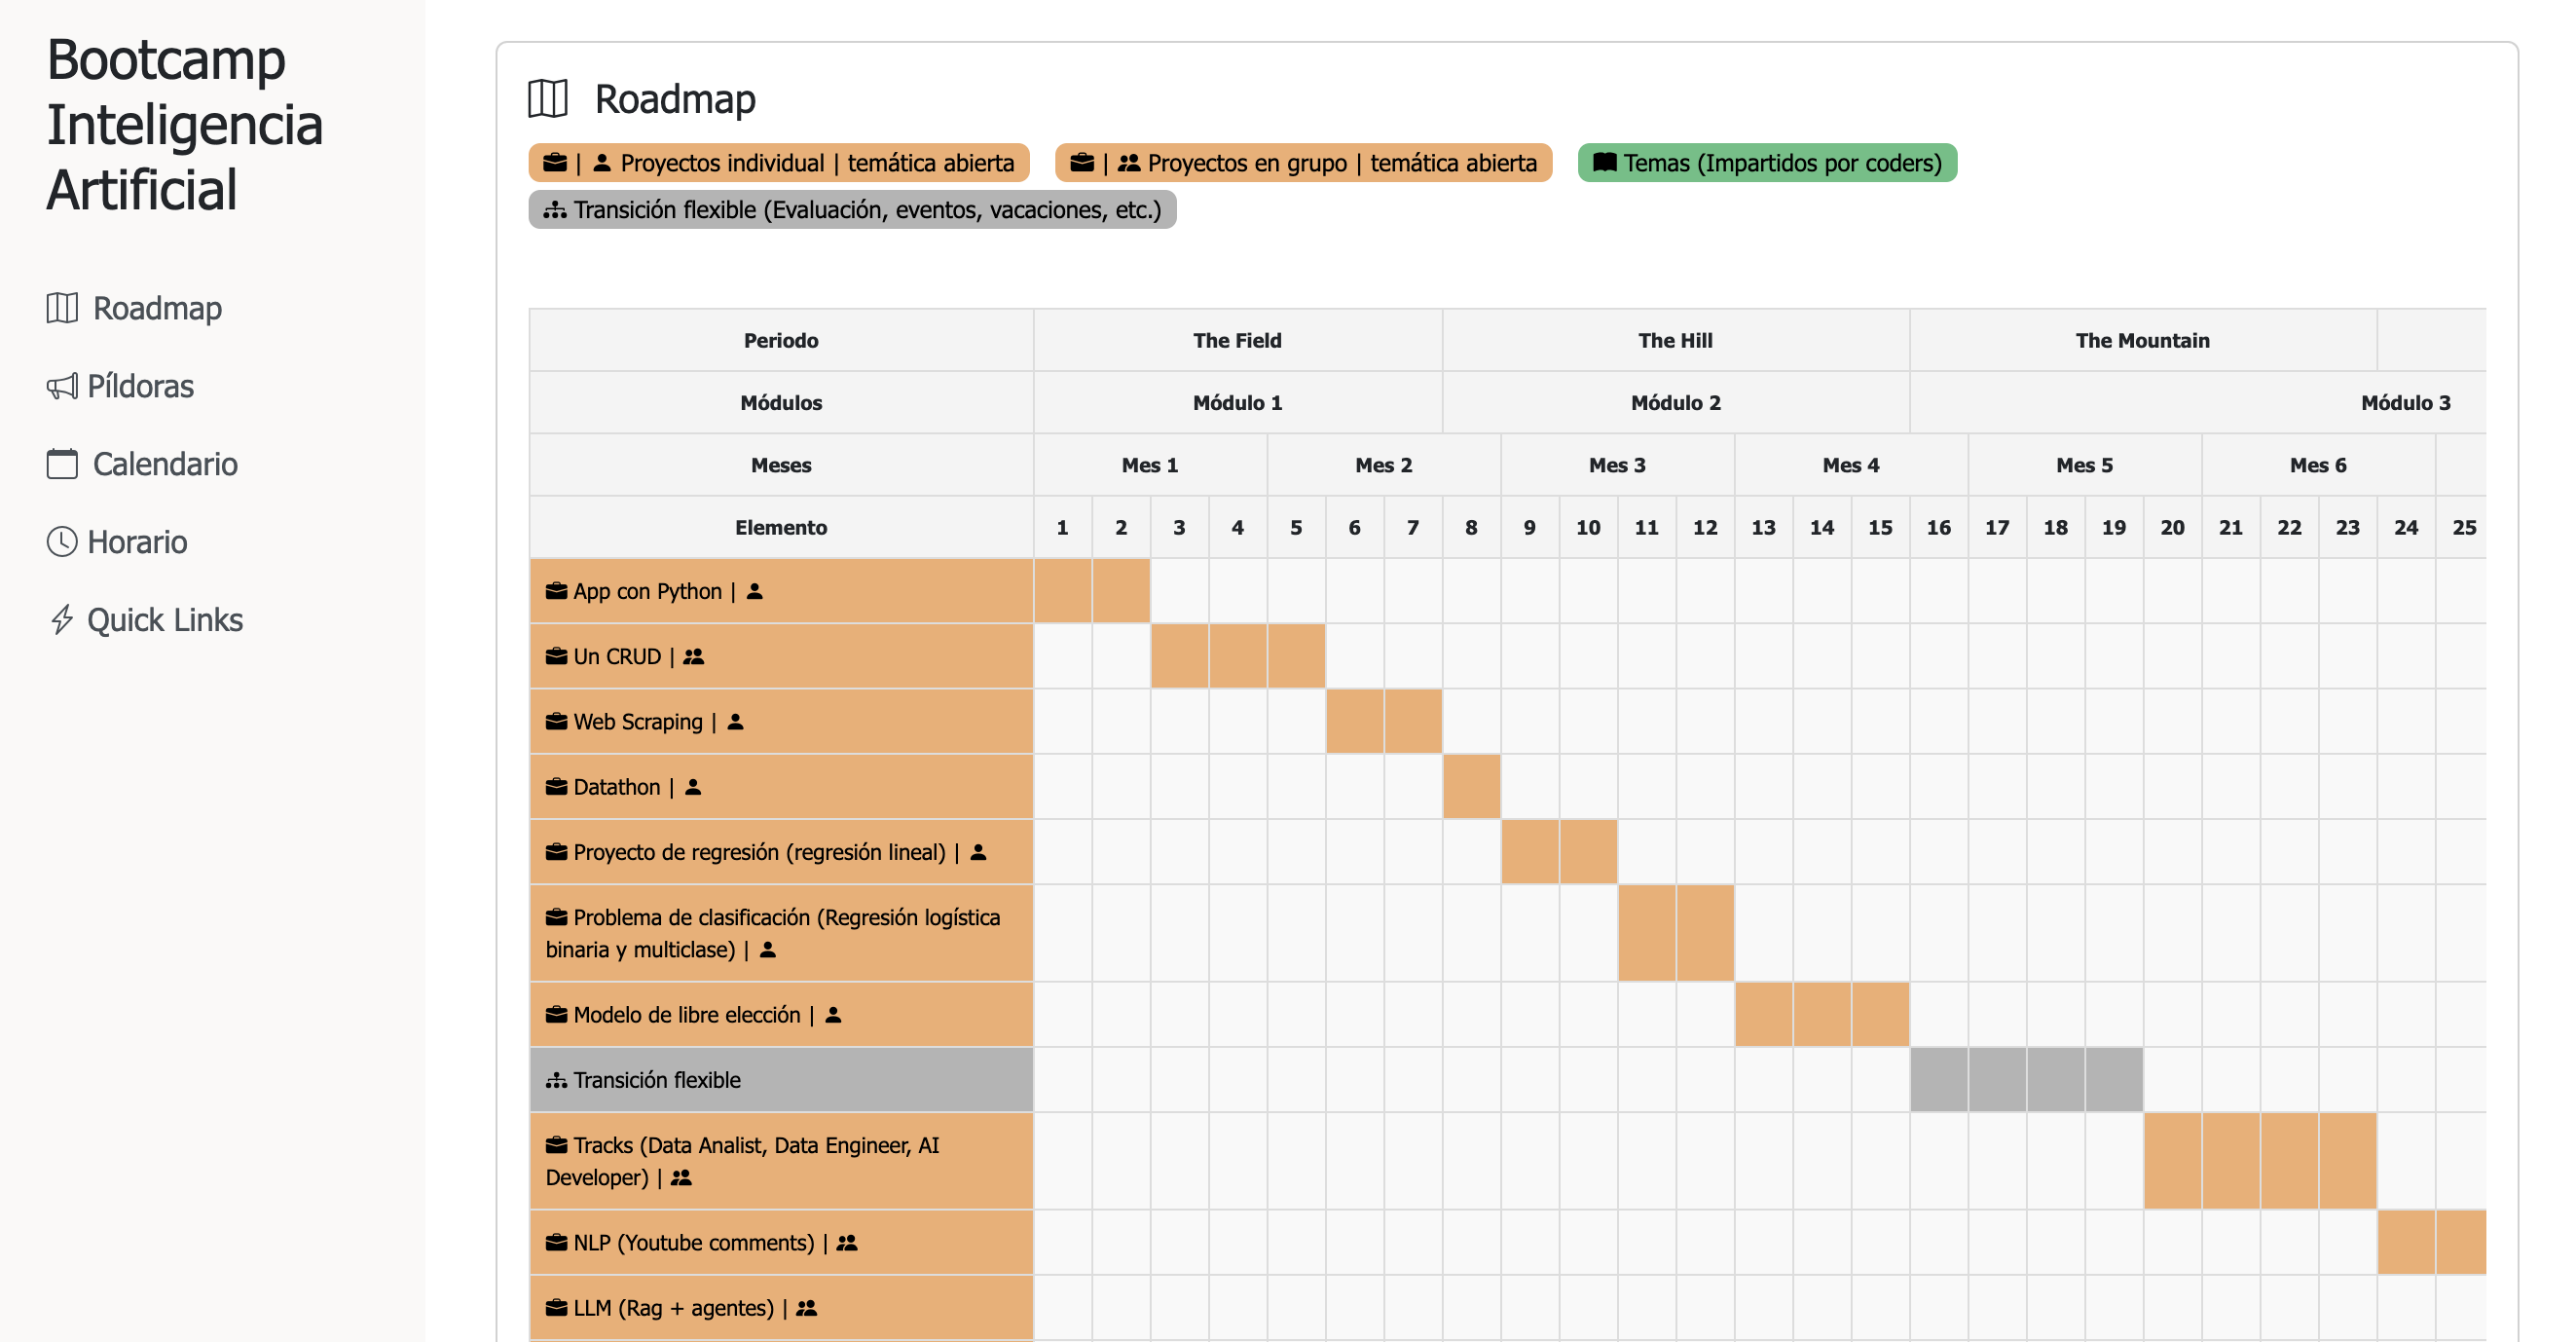 Bootcamp
Inteligencia
Artificial
Roadmap
Píldoras
Calendario
Horario
Quick Links
Roadmap
| Proyectos individual | temática abierta
| Proyectos en grupo | temática abierta
Temas (Impartidos por coders)
Transición flexible (Evaluación, eventos, vacaciones, etc.)
Periodo The Field The Hill The Mountain
Módulos Módulo 1 Módulo 2 Módulo 3
Meses Mes 1 Mes 2 Mes 3 Mes 4 Mes 5 Mes 6
Elemento 1 2 3 4 5 6 7 8 9 10 11 12 13 14 15 16 17 18 19 20 21 22 23 24 25
App con Python |
Un CRUD |
Web Scraping |
Datathon |
Proyecto de regresión (regresión lineal) |
Problema de clasificación (Regresión logística
binaria y multiclase) |
Modelo de libre elección |
Transición flexible
Tracks (Data Analist, Data Engineer, AI
Developer) |
NLP (Youtube comments) |
LLM (Rag + agentes) |